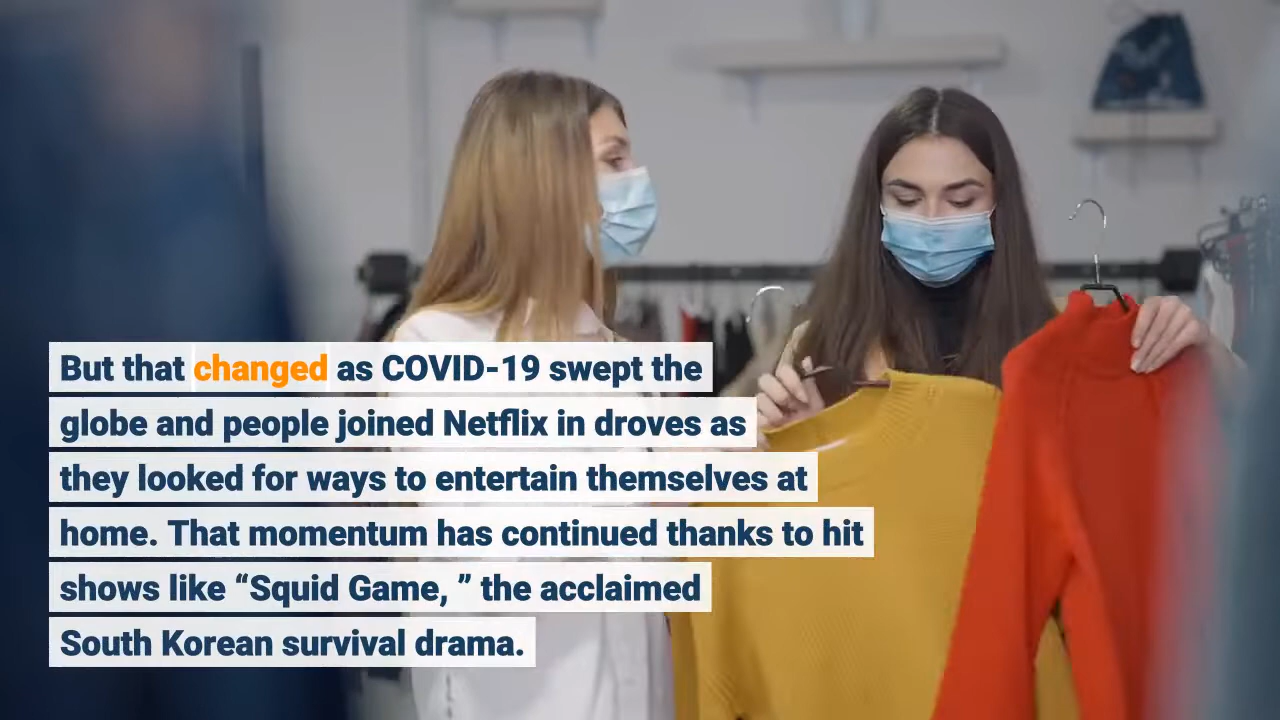 But that changed as COVID-19 swept the
globe and people joined Netflix in droves as
they looked for ways to entertain themselves at
home. That momentum has continued thanks to hit
shows like “Squid Game, ” the acclaimed
South Korean survival drama.